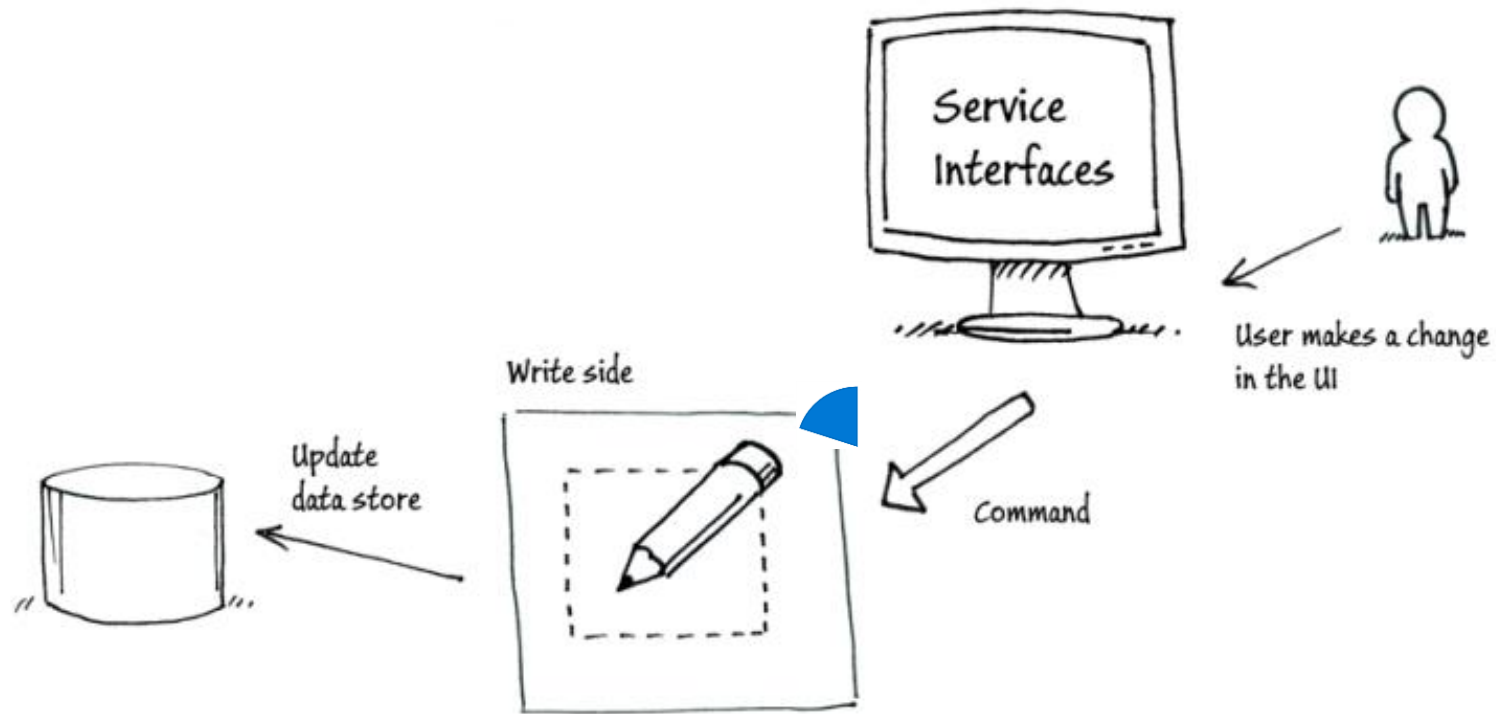 Service
Interfaces
User makes a change
in the UI
Write side
Update
data store
Command